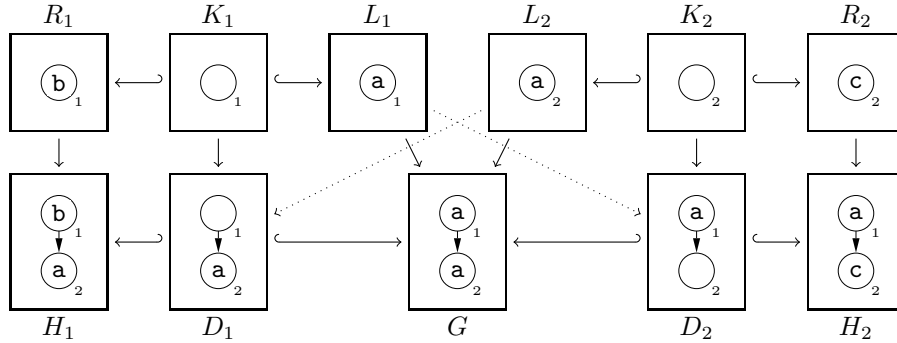 R₁ K₁ L₁ L₂ K₂ R₂
b 1 1 a 1 a 2 2 c 2
b 1 1 a 1 a 1 a 1
a 2 a 2 a 2 2 c 2
H₁ D₁ G D₂ H₂